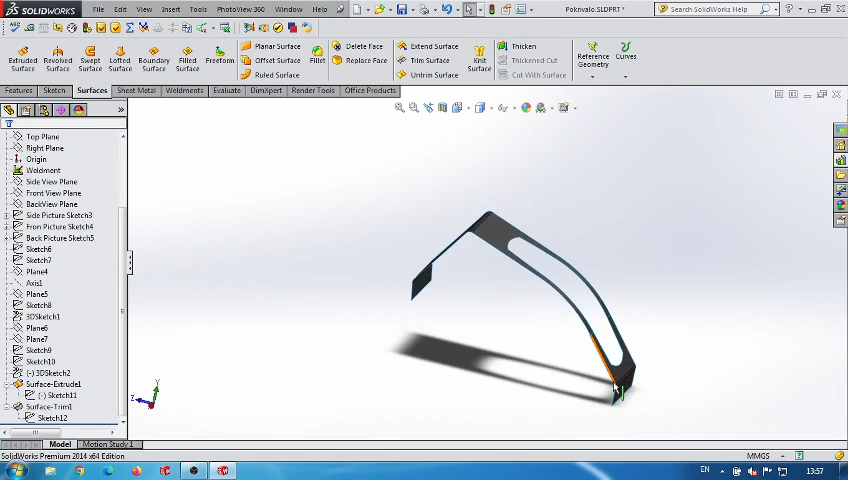 SOLIDWORKS File Edit View Insert Tools PhotoView 360 Window Help Pokrivalo.SLDPRT * Search SolidWorks Help
Extruded Surface
Revolved Surface
Swept Surface
Lofted Surface
Boundary Surface
Filled Surface
Freeform
Planar Surface
Offset Surface
Ruled Surface
Fillet
Delete Face
Replace Face
Extend Surface
Trim Surface
Untrim Surface
Knit Surface
Thicken
Thickened Cut
Cut With Surface
Reference Geometry
Curves
Features Sketch Surfaces Sheet Metal Weldments Evaluate DimXpert Render Tools Office Products
Top Plane
Right Plane
Origin
Weldment
Side View Plane
Front View Plane
BackView Plane
Side Picture Sketch3
Fron Picture Sketch4
Back Picture Sketch5
Sketch6
Sketch7
Plane4
Axis1
Plane5
Sketch8
3DSketch1
Plane6
Plane7
Sketch9
Sketch10
(-) 3DSketch2
Surface-Extrude1
(-) Sketch11
Surface-Trim1
Sketch12
Y
Z
Model Motion Study 1
SolidWorks Premium 2014 x64 Edition MMGS
EN 13:57